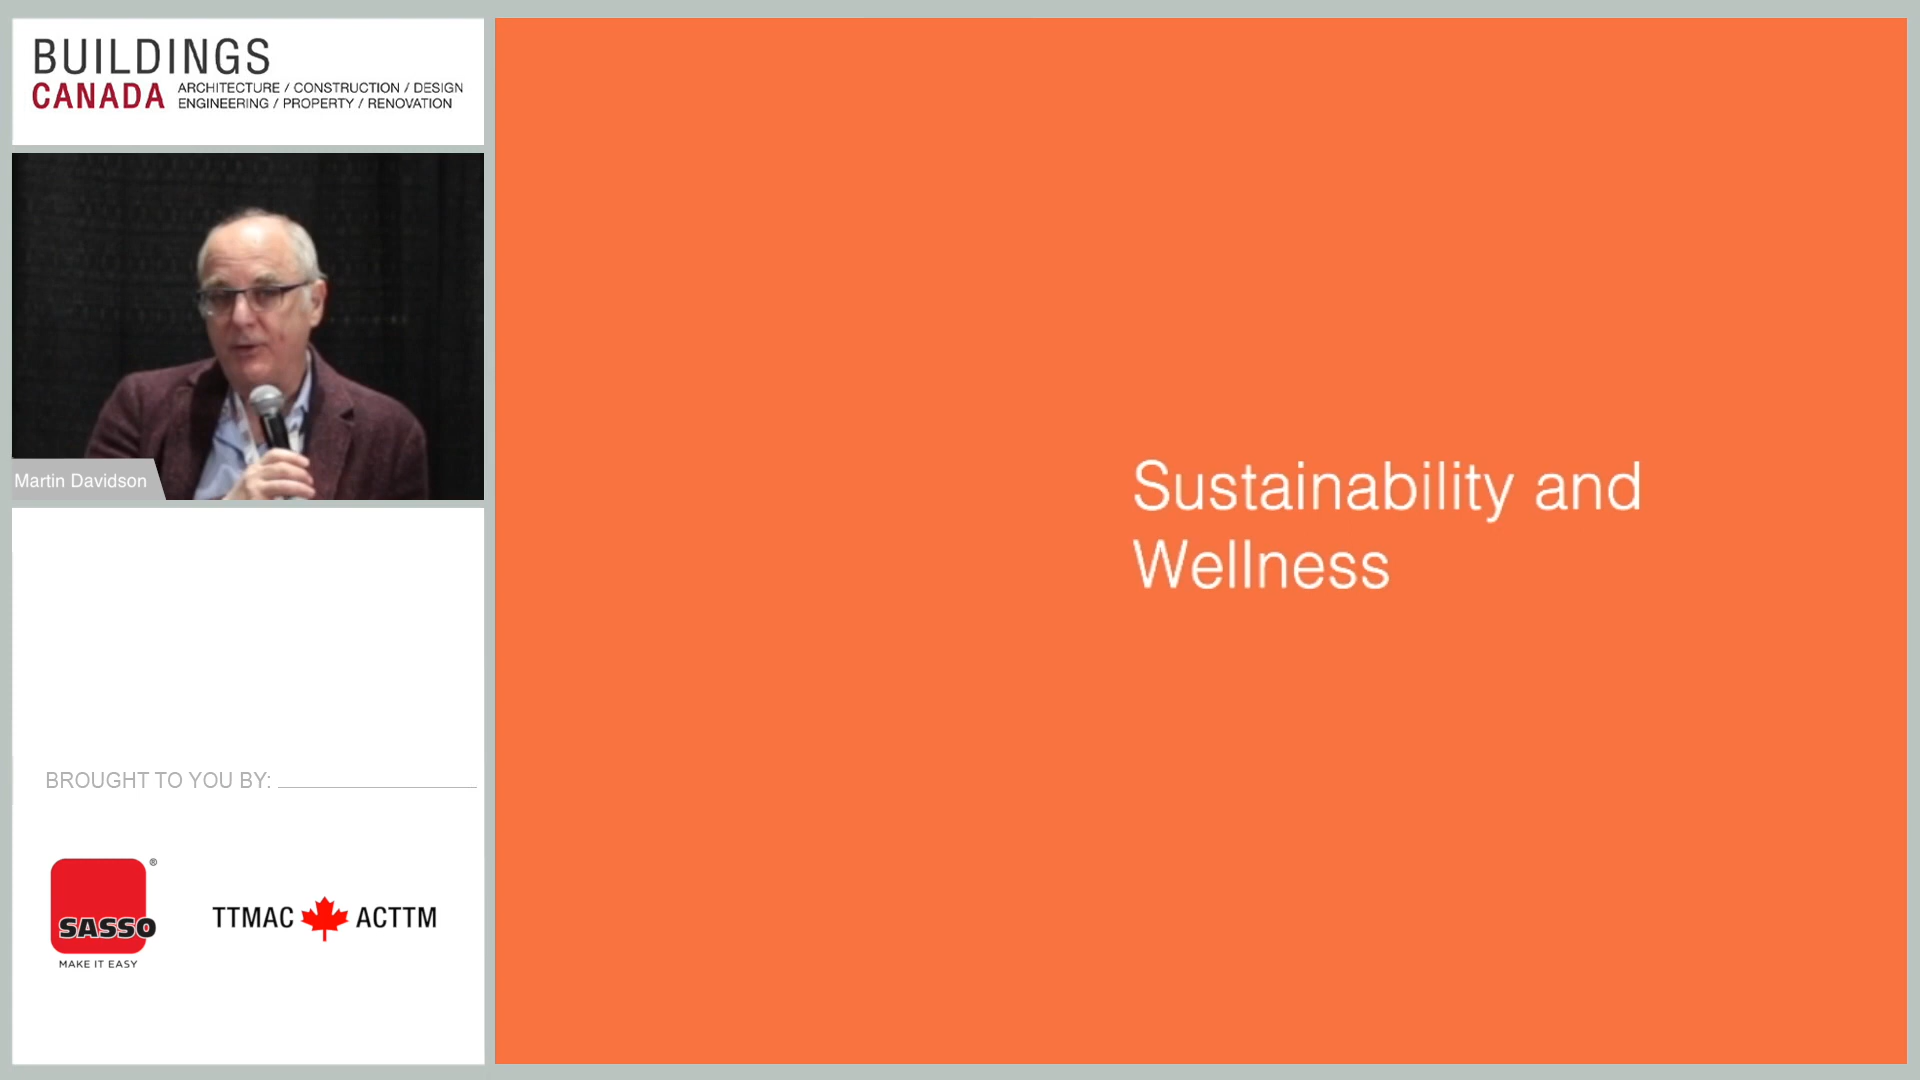 BUILDINGS
CANADA ARCHITECTURE / CONSTRUCTION / DESIGN
ENGINEERING / PROPERTY / RENOVATION
Martin Davidson
Sustainability and
Wellness
BROUGHT TO YOU BY:
SASSO®
MAKE IT EASY
TTMAC ACTTM